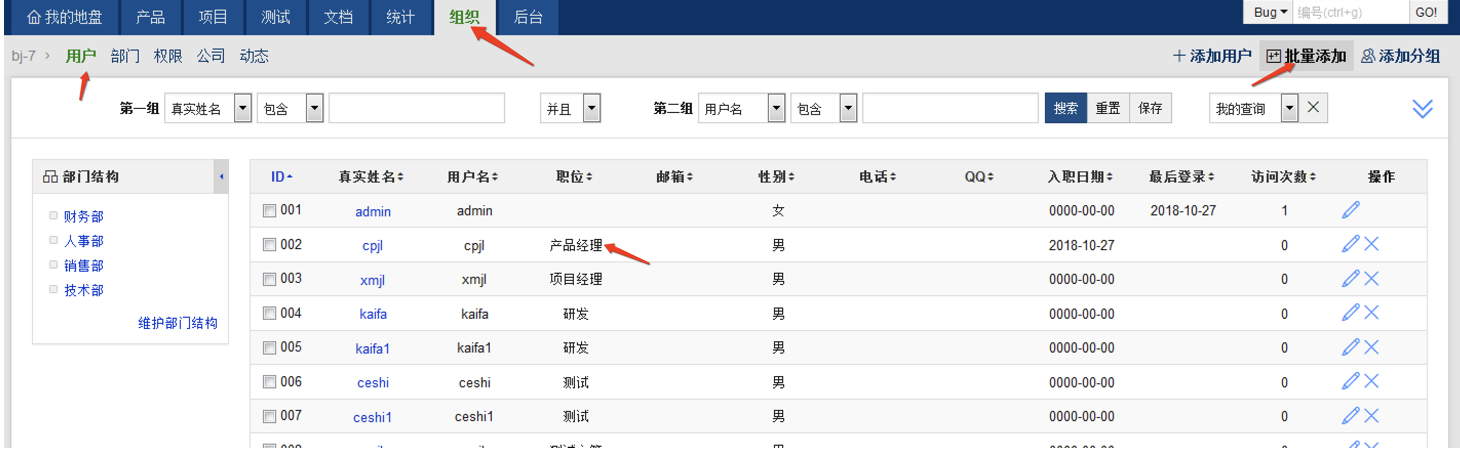 我的地盘 产品 项目 测试 文档 统计 组织 后台 Bug 编号(ctrl+g) GO!
bj-7 › 用户 部门 权限 公司 动态 添加用户 批量添加 添加分组
第一组 真实姓名 包含 并且 第二组 用户名 包含 搜索 重置 保存 我的查询
部门结构
财务部
人事部
销售部
技术部
维护部门结构
ID 真实姓名 用户名 职位 邮箱 性别 电话 QQ 入职日期 最后登录 访问次数 操作
001 admin admin 女 0000-00-00 2018-10-27 1
002 cpjl cpjl 产品经理 男 2018-10-27 0
003 xmjl xmjl 项目经理 男 0000-00-00 0
004 kaifa kaifa 研发 男 0000-00-00 0
005 kaifa1 kaifa1 研发 男 0000-00-00 0
006 ceshi ceshi 测试 男 0000-00-00 0
007 ceshi1 ceshi1 测试 男 0000-00-00 0